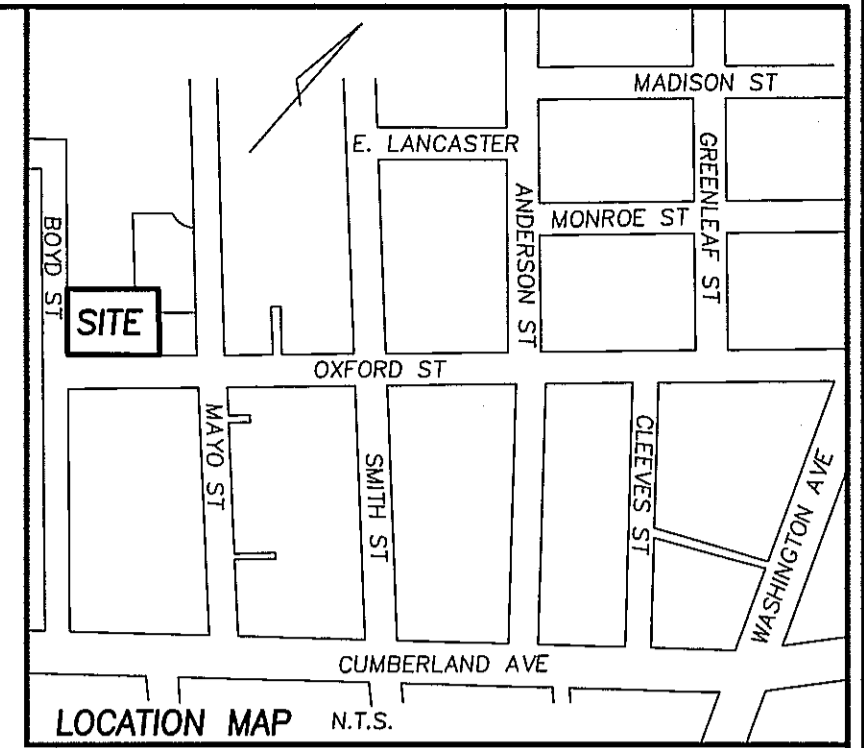 MADISON ST
E. LANCASTER
GREENLEAF ST
ANDERSON ST
MONROE ST
BOYD ST
SITE
OXFORD ST
MAYO ST
SMITH ST
CLEEVES ST
WASHINGTON AVE
CUMBERLAND AVE
LOCATION MAP N.T.S.